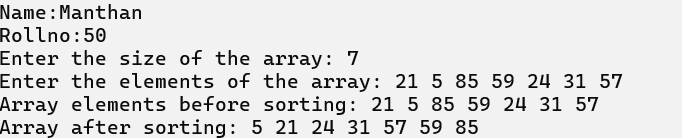 Name:Manthan
Rollno:50
Enter the size of the array: 7
Enter the elements of the array: 21 5 85 59 24 31 57
Array elements before sorting: 21 5 85 59 24 31 57
Array after sorting: 5 21 24 31 57 59 85